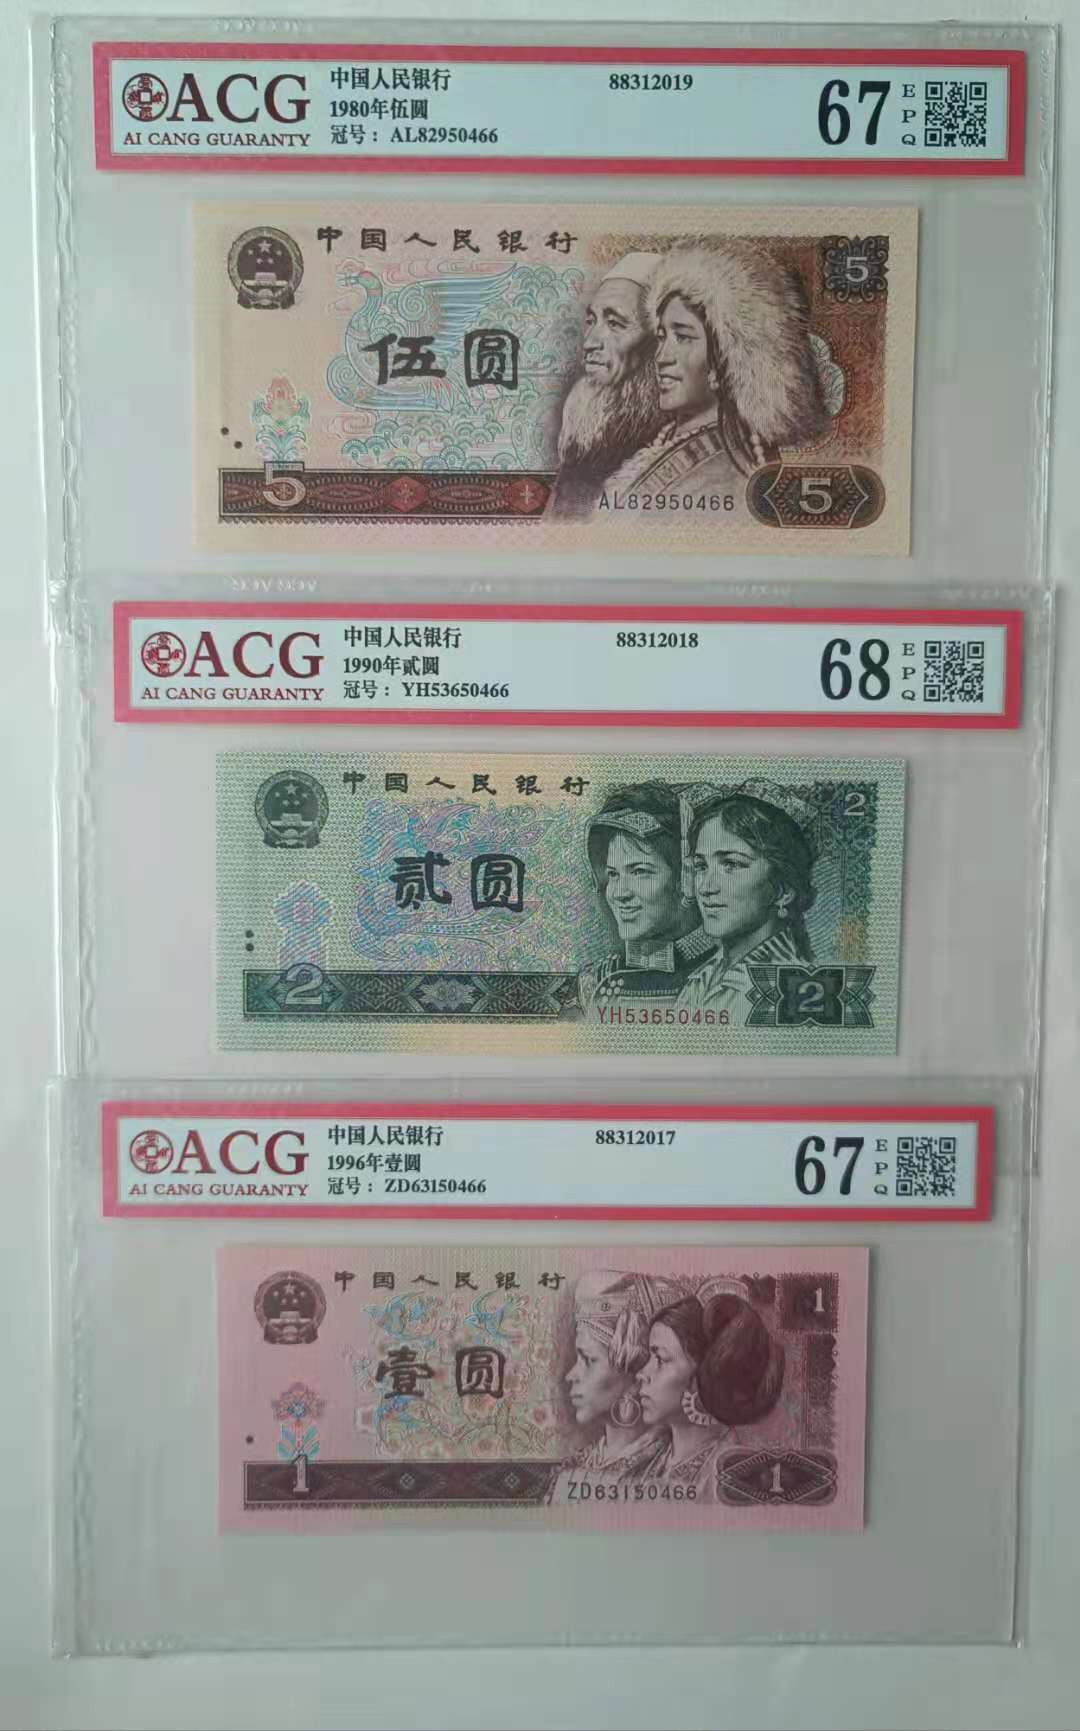 ACG
AI CANG GUARANTY
中国人民银行
1980年伍圆
冠号：AL82950466
88312019
67
EPQ
中国人民银行
伍圆
5
5
AL82950466
5
ACG
AI CANG GUARANTY
中国人民银行
1990年贰圆
冠号：YH53650466
88312018
68
EPQ
中国人民银行
贰圆
2
2
YH53650466
2
ACG
AI CANG GUARANTY
中国人民银行
1996年壹圆
冠号：ZD63150466
88312017
67
EPQ
中国人民银行
壹圆
1
1
ZD63150466
1